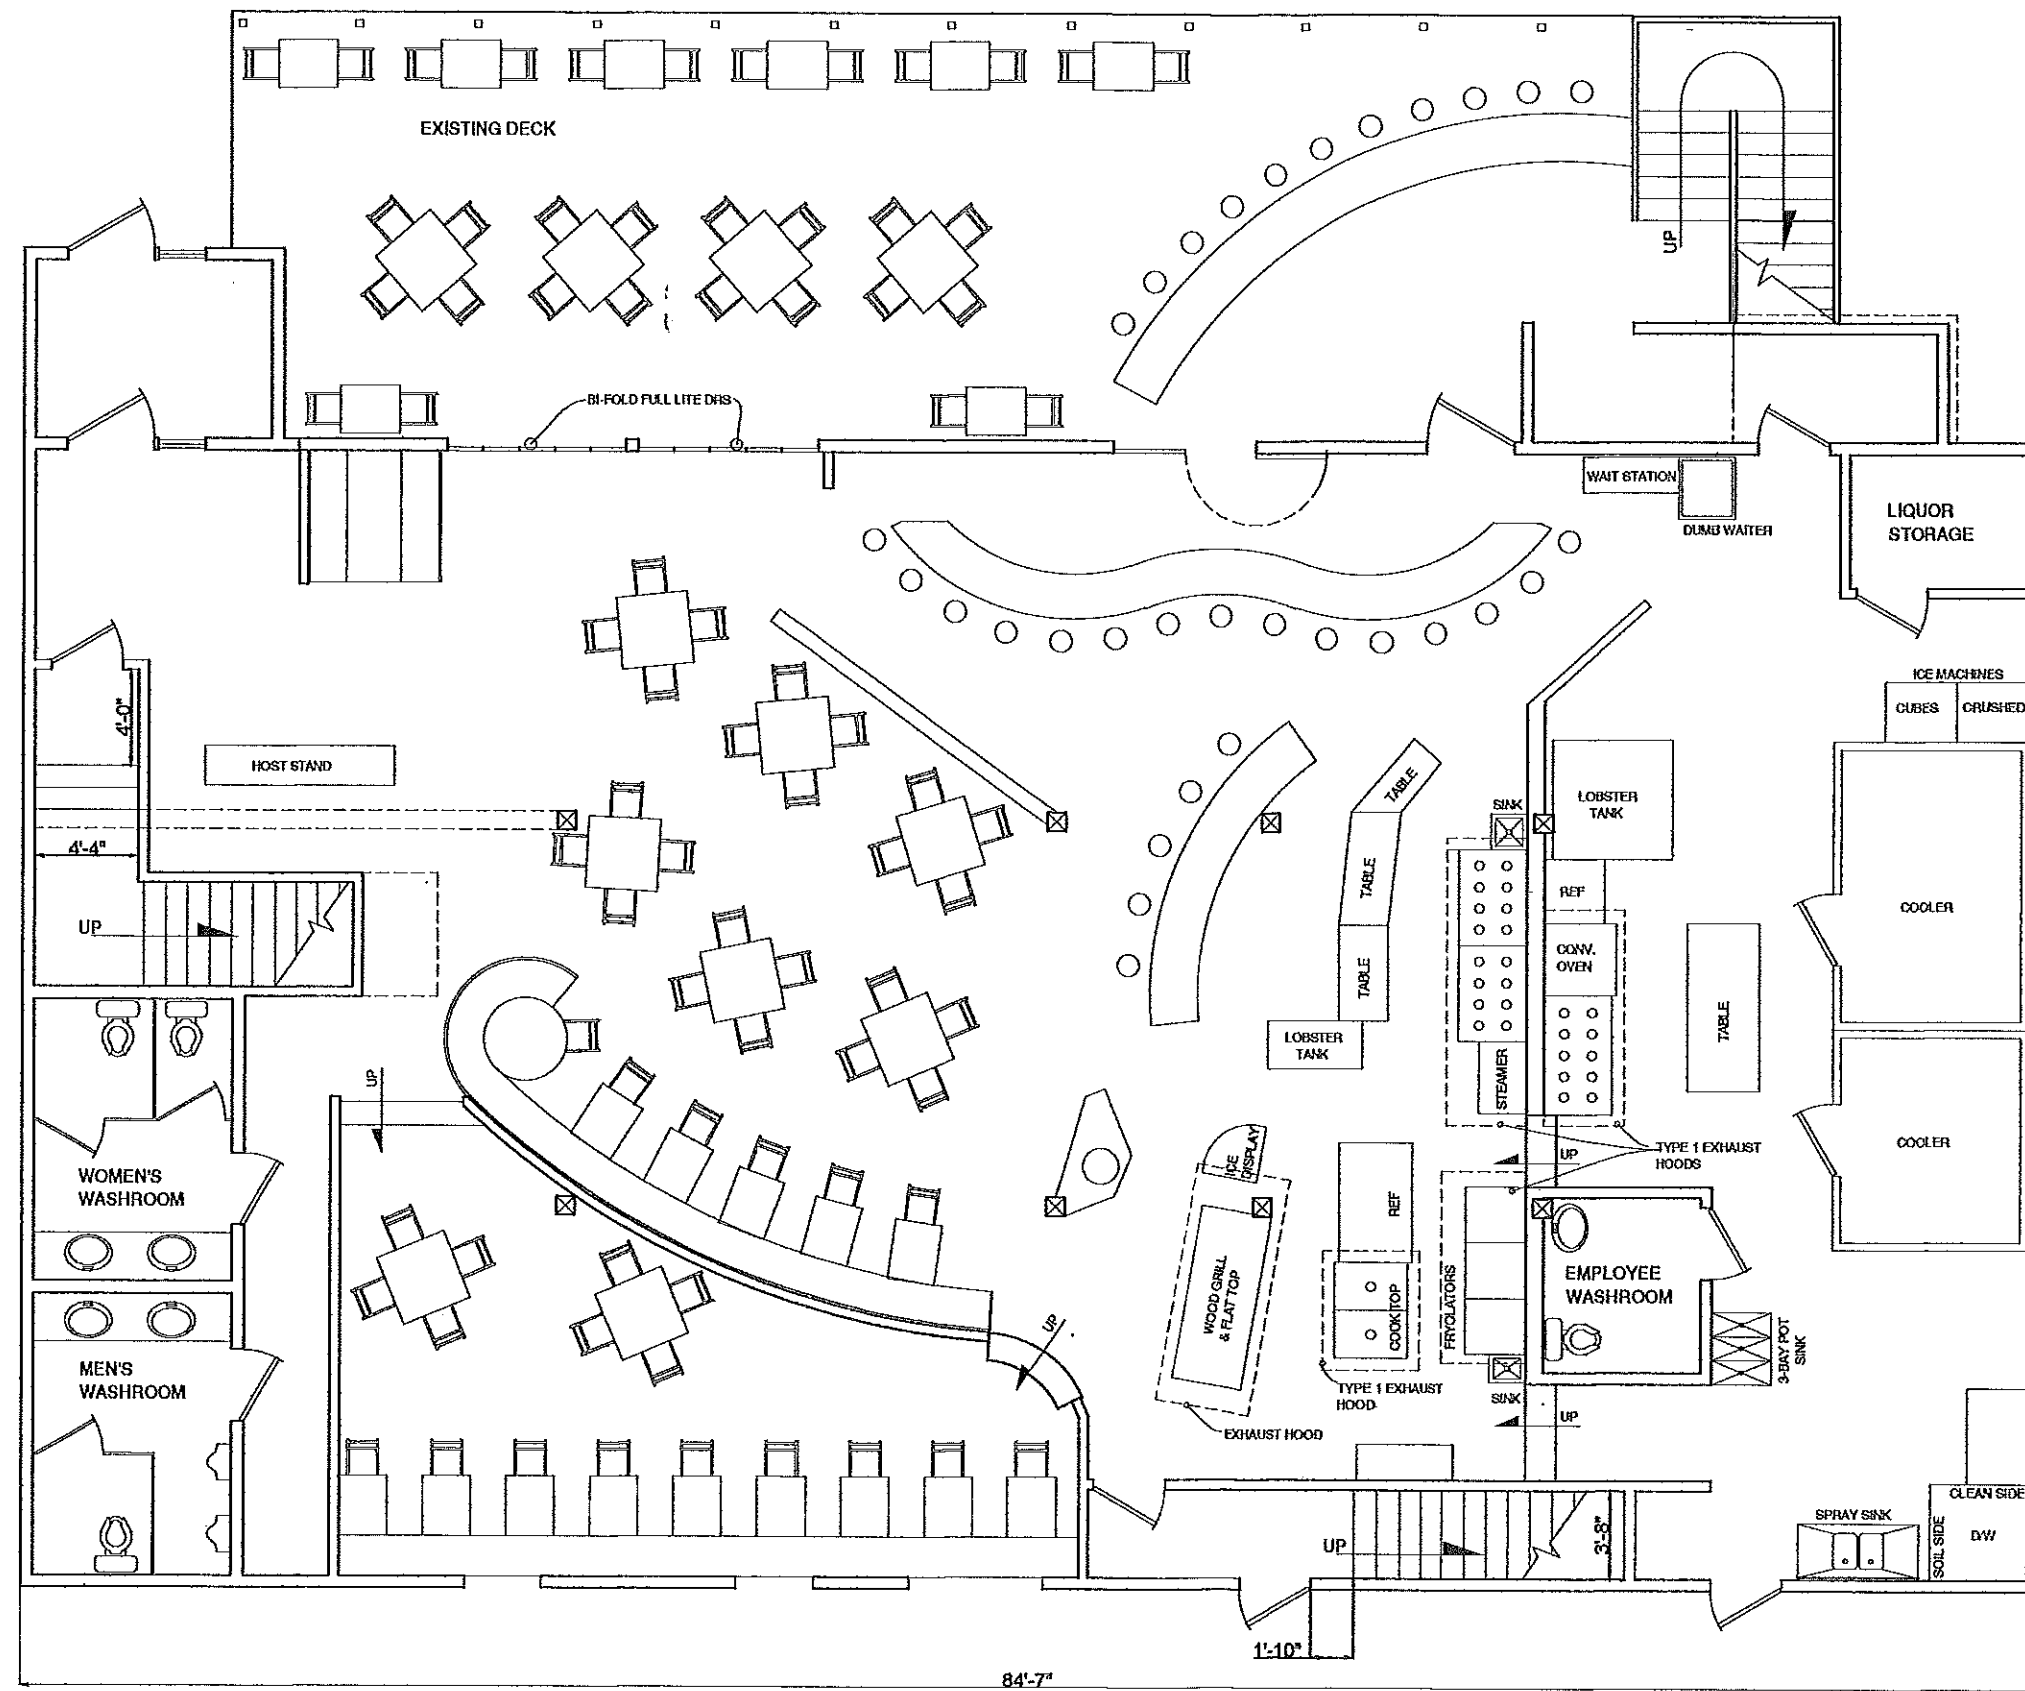 EXISTING DECK
UP
BI-FOLD FULL LITE DRS
WAIT STATION
DUMB WAITER
LIQUOR
STORAGE
ICE MACHINES
CUBES
CRUSHED
4'-0"
HOST STAND
TABLE
LOBSTER
TANK
SINK
4'-4"
TABLE
REF
COOLER
UP
CONV.
OVEN
TABLE
TABLE
LOBSTER
TANK
STEAMER
UP
ICE
DISPLAY
TYPE 1 EXHAUST
HOODS
UP
COOLER
WOMEN'S
WASHROOM
REF
WOOD GRILL
& FLAT TOP
COOKTOP
FRYOLATORS
EMPLOYEE
WASHROOM
UP
3-BAY POT
SINK
MEN'S
WASHROOM
TYPE 1 EXHAUST
HOOD
SINK
UP
EXHAUST HOOD
CLEAN SIDE
SPRAY SINK
SOIL SIDE
D/W
UP
3'-8"
1'-10"
84'-7"